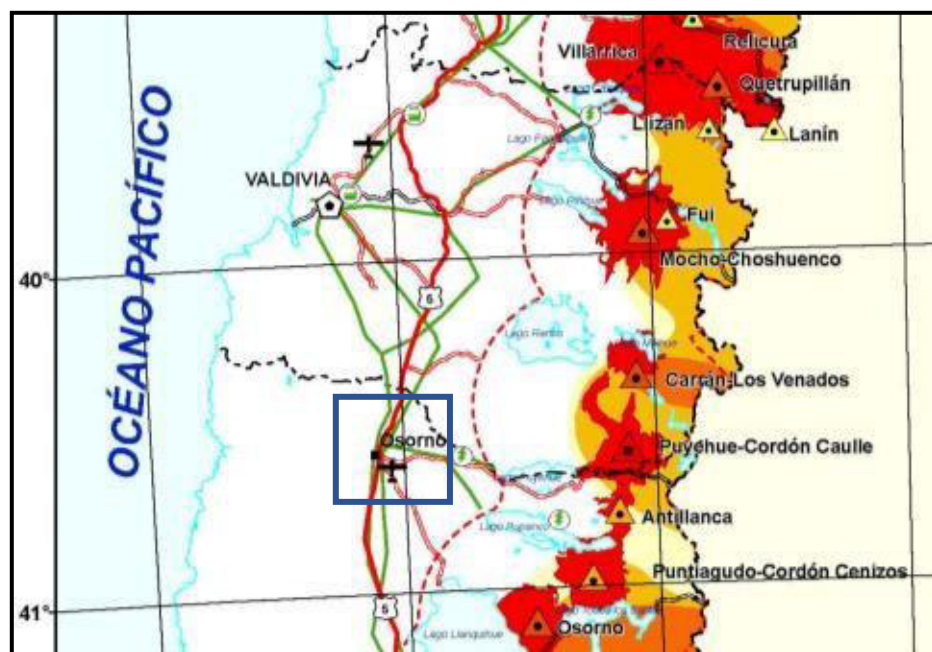 Relicura
Villarrica
Quetrupillán
Lanín
VALDIVIA
OCÉANO PACÍFICO
Fui
40°
Mocho-Choshuenco
5
Lago Ranco
Carrán-Los Venados
Osorno
Puyehue-Cordón Caulle
Antillanca
Lago Rupanco
Puntiagudo-Cordón Cenizos
41°
5
Lago Llanquihue
Osorno